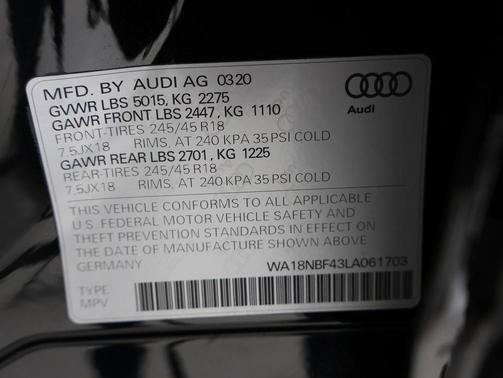 MFD. BY AUDI AG 0320
GVWR LBS 5015, KG 2275
GAWR FRONT LBS 2447, KG 1110
FRONT-TIRES 245/45 R18
7.5JX18 RIMS, AT 240 KPA 35 PSI COLD
GAWR REAR LBS 2701, KG 1225
REAR-TIRES 245/45 R18
7.5JX18 RIMS, AT 240 KPA 35 PSI COLD
Audi
THIS VEHICLE CONFORMS TO ALL APPLICABLE
U.S. FEDERAL MOTOR VEHICLE SAFETY AND
THEFT PREVENTION STANDARDS IN EFFECT ON
THE DATE OF MANUFACTURE SHOWN ABOVE.
GERMANY WA18NBF43LA061703
TYPE
MPV